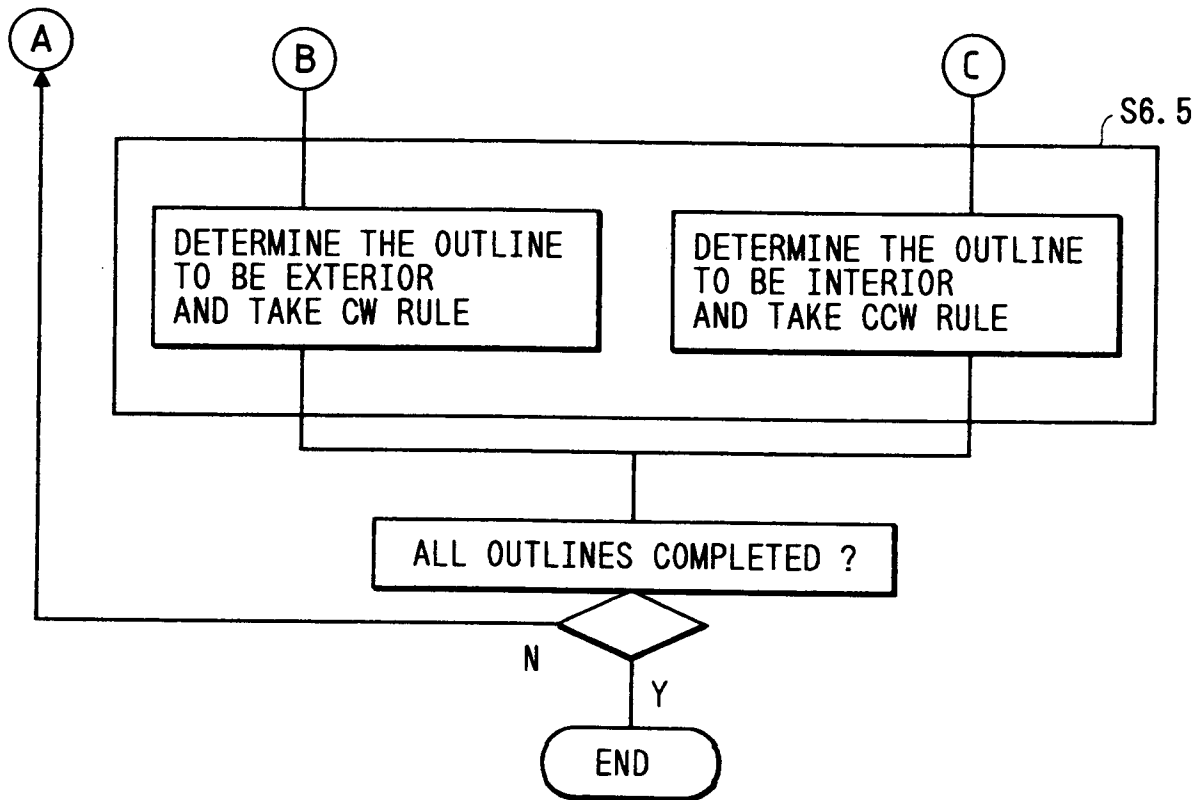 A
B
C
S6.5
DETERMINE THE OUTLINE
TO BE EXTERIOR
AND TAKE CW RULE
DETERMINE THE OUTLINE
TO BE INTERIOR
AND TAKE CCW RULE
ALL OUTLINES COMPLETED ?
N
Y
END